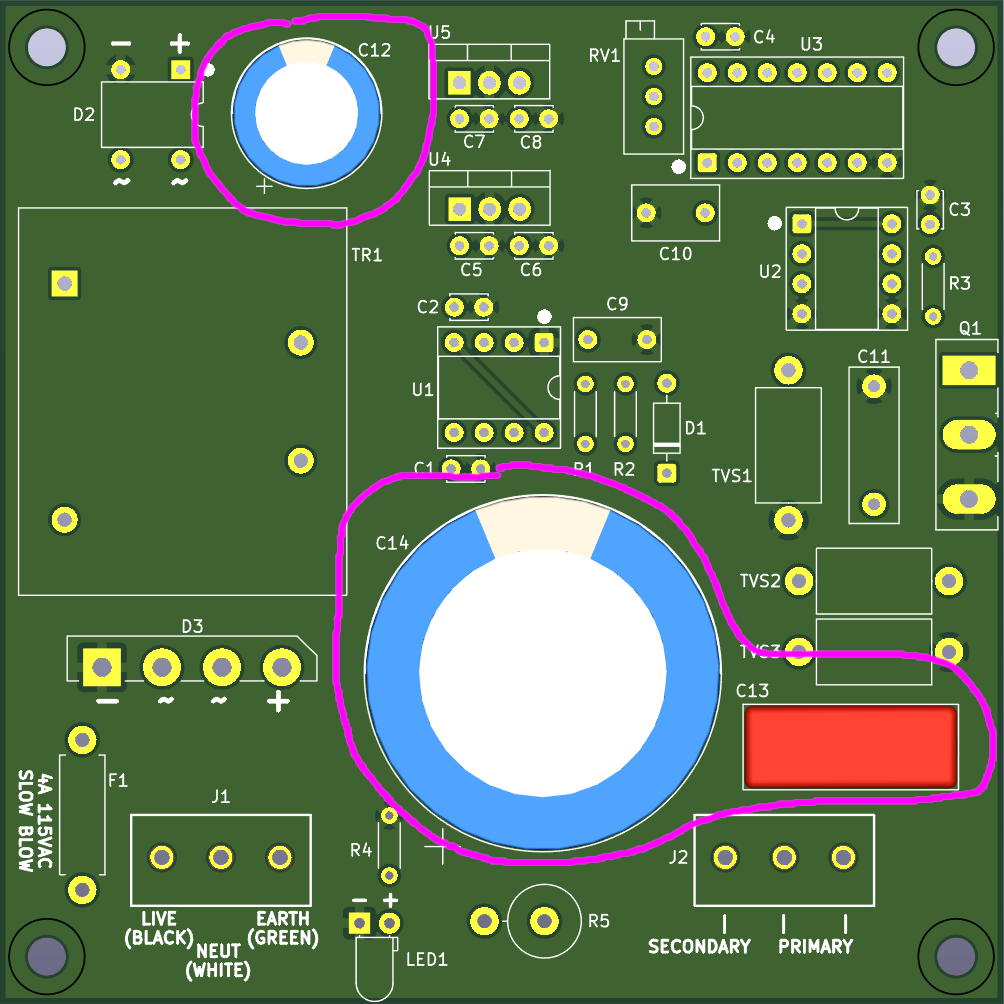 − +
D2
~ ~
C12
+
U5
C7 C8
U4
C5 C6
RV1
C4
U3
C10
C3
U2
R3
TR1
C2
C9
U1
C11
Q1
D1
C1
R1 R2
TVS1
C14
TVS2
TVS3
C13
D3
− ~ ~ +
F1
4A 115VAC
SLOW BLOW
J1
LIVE
(BLACK)
NEUT
(WHITE)
EARTH
(GREEN)
R4
+
− +
LED1
R5
J2
SECONDARY PRIMARY